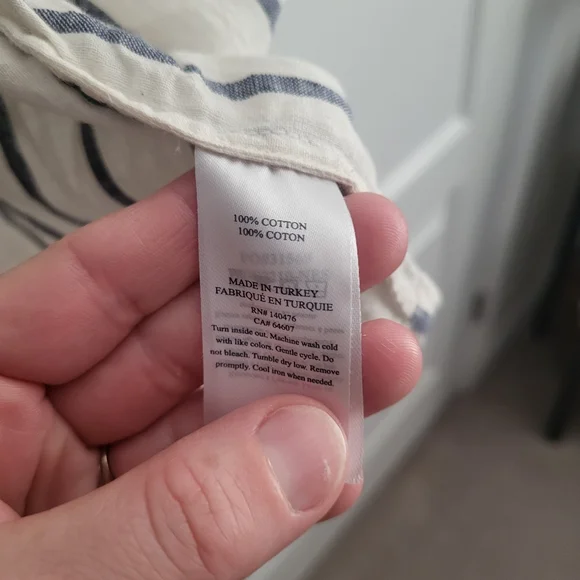 100% COTTON
100% COTON
MADE IN TURKEY
FABRIQUÉ EN TURQUIE
RN# 140476
CA# 64607
Turn inside out. Machine wash cold
with like colors. Gentle cycle. Do
not bleach. Tumble dry low. Remove
promptly. Cool iron when needed.